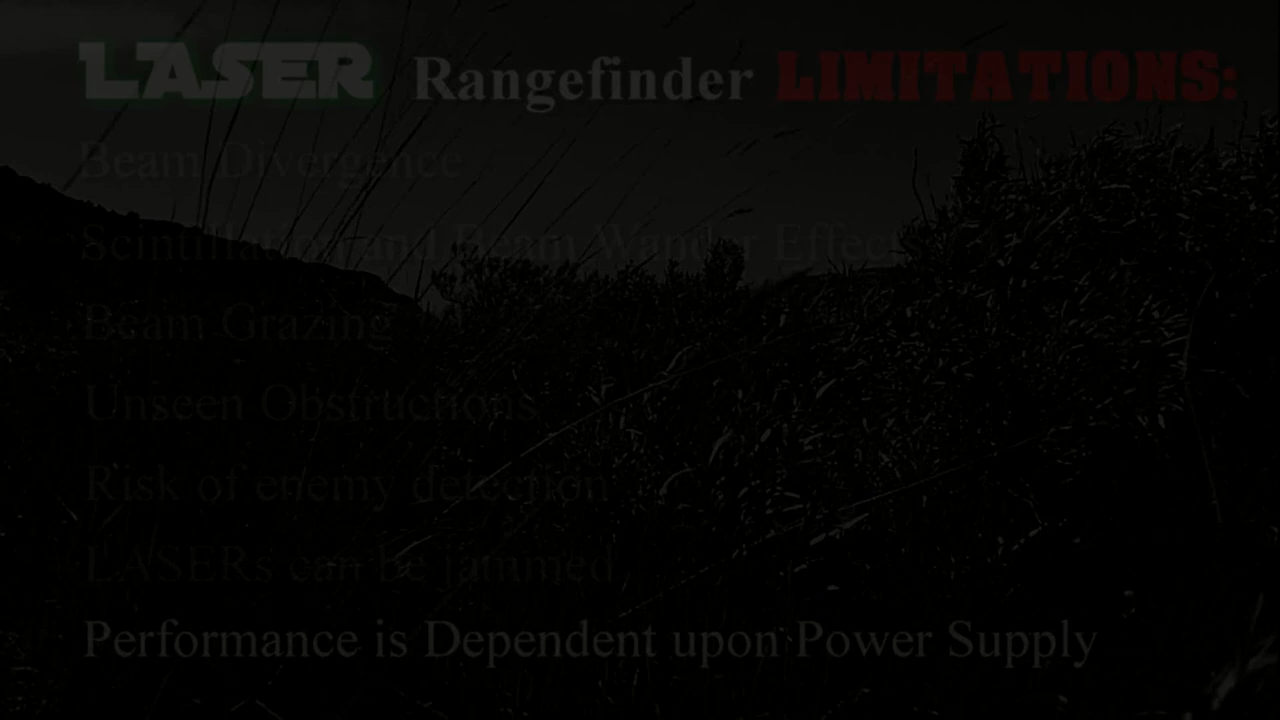 LASER Rangefinder LIMITATIONS:
Beam Divergence
Scintillation and Beam Wander Effects
Beam Grazing
Unseen Obstructions
Risk of enemy detection
LASERs can be jammed
Performance is Dependent upon Power Supply